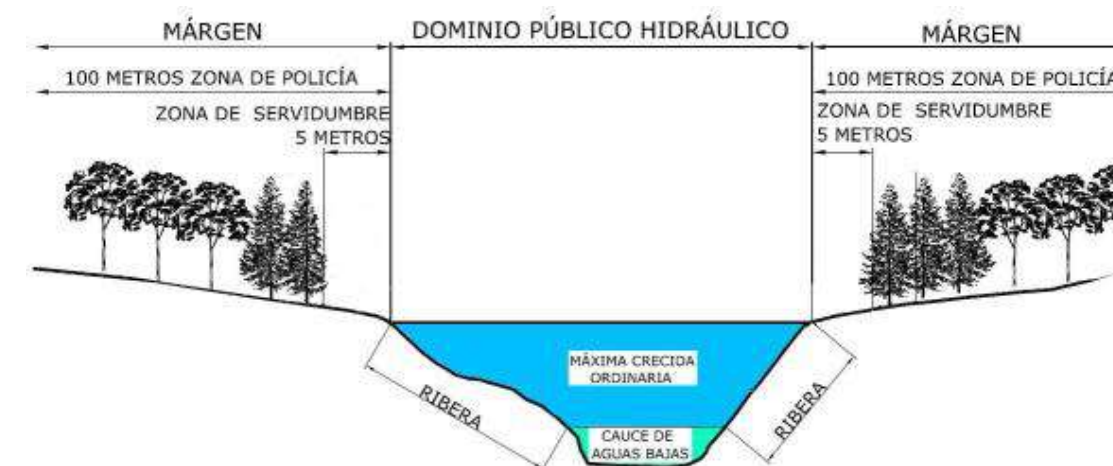 MÁRGEN
DOMINIO PÚBLICO HIDRÁULICO
MÁRGEN
100 METROS ZONA DE POLICÍA
100 METROS ZONA DE POLICÍA
ZONA DE SERVIDUMBRE
5 METROS
ZONA DE SERVIDUMBRE
5 METROS
MÁXIMA CRECIDA
ORDINARIA
RIBERA
RIBERA
CAUCE DE
AGUAS BAJAS